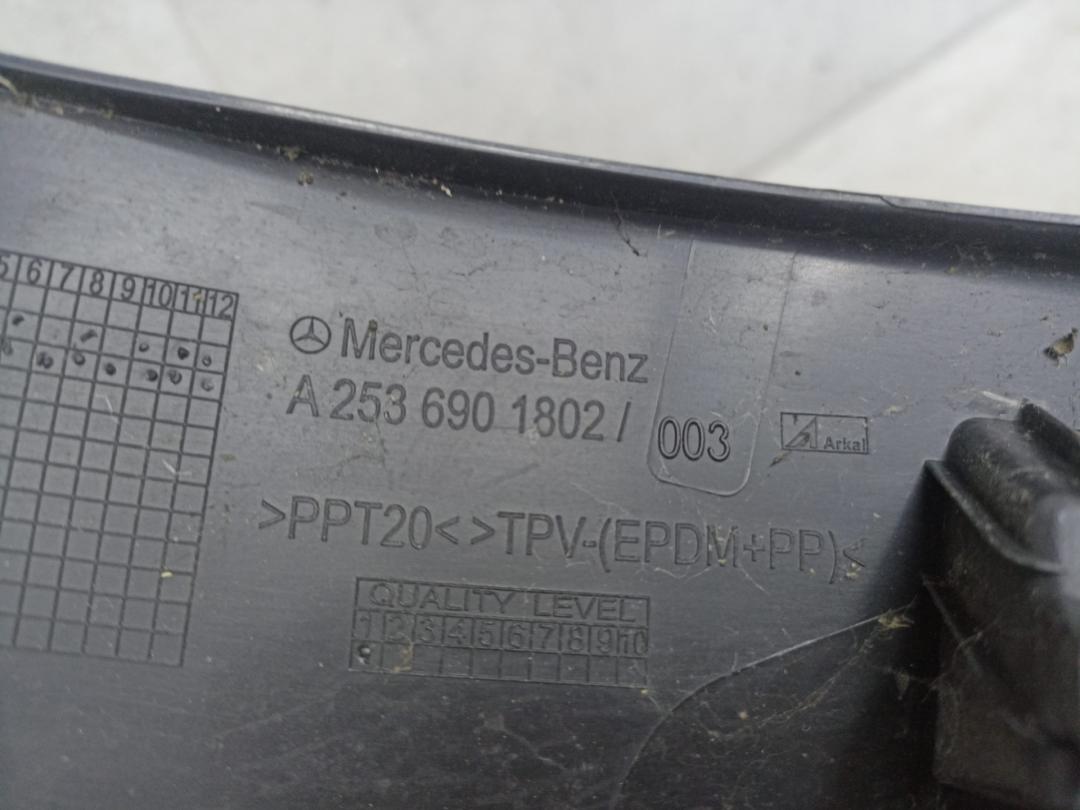 5 6 7 8 9 10 11 12
Mercedes-Benz
A 253 690 1802 / 003
Arkal
>PPT20< >TPV-(EPDM+PP)<
QUALITY LEVEL
1 2 3 4 5 6 7 8 9 10